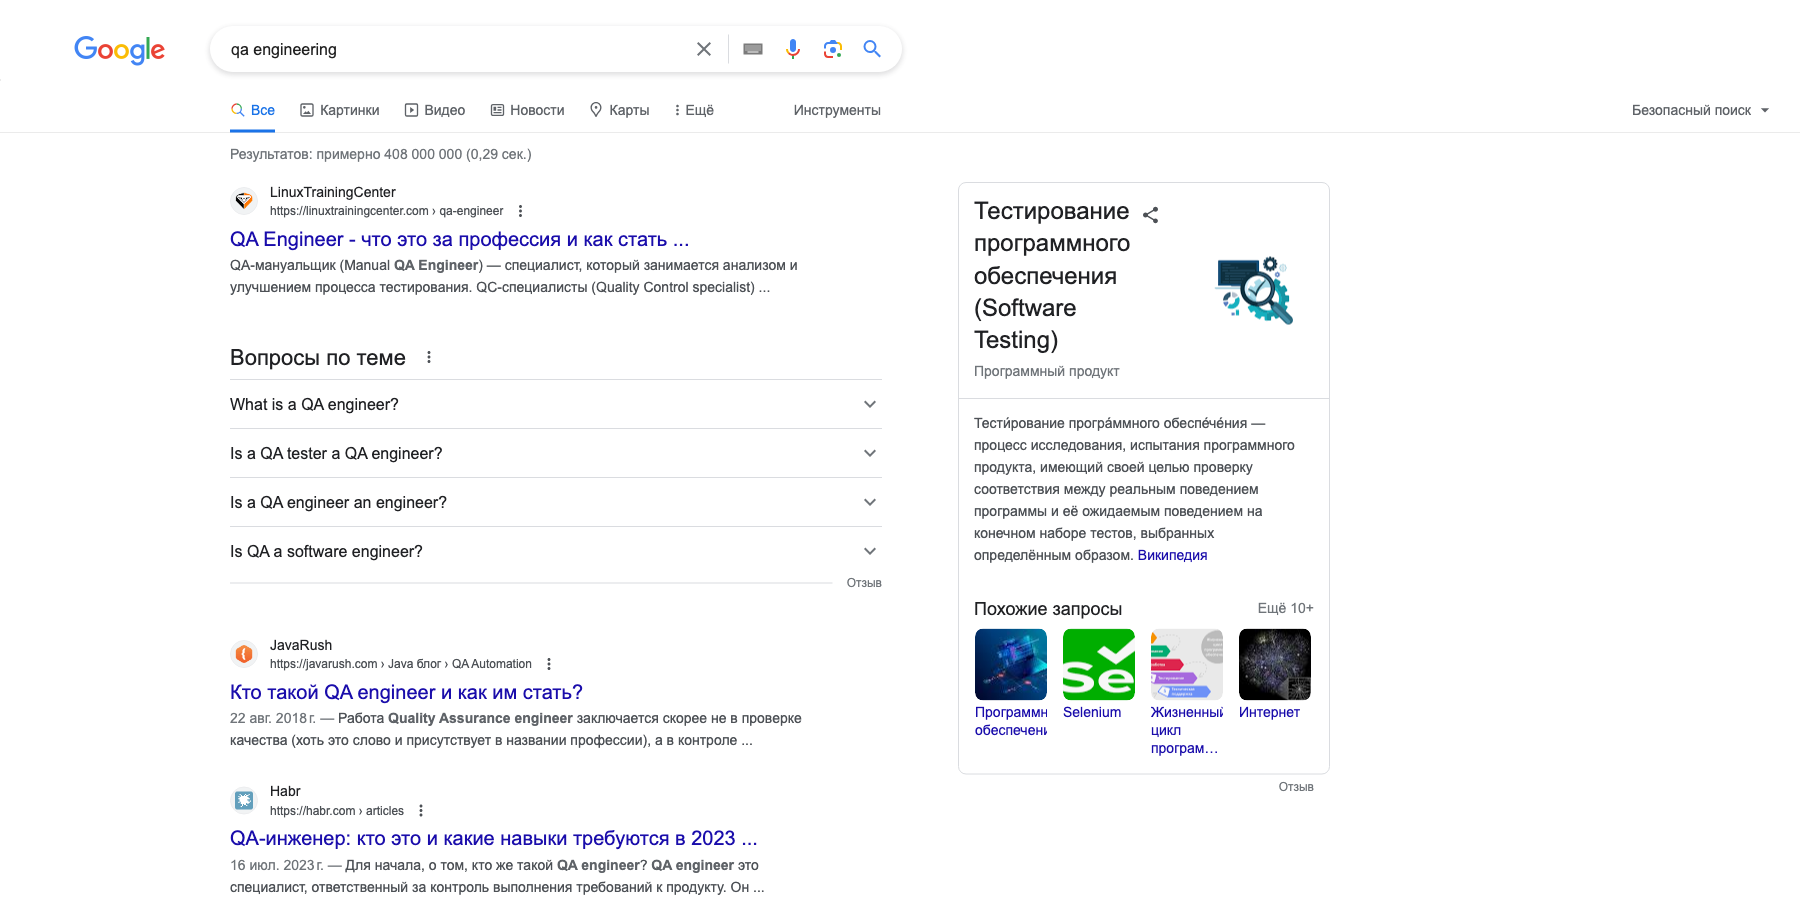 Google
qa engineering
Все
Картинки
Видео
Новости
Карты
Ещё
Инструменты
Безопасный поиск
Результатов: примерно 408 000 000 (0,29 сек.)
LinuxTrainingCenter
https://linuxtrainingcenter.com › qa-engineer
QA Engineer - что это за профессия и как стать ...
QA-мануальщик (Manual QA Engineer) — специалист, который занимается анализом и
улучшением процесса тестирования. QC-специалисты (Quality Control specialist) ...
Вопросы по теме
What is a QA engineer?
Is a QA tester a QA engineer?
Is a QA engineer an engineer?
Is QA a software engineer?
Отзыв
JavaRush
https://javarush.com › Java блог › QA Automation
Кто такой QA engineer и как им стать?
22 авг. 2018 г. — Работа Quality Assurance engineer заключается скорее не в проверке
качества (хоть это слово и присутствует в названии профессии), а в контроле ...
Habr
https://habr.com › articles
QA-инженер: кто это и какие навыки требуются в 2023 ...
16 июл. 2023 г. — Для начала, о том, кто же такой QA engineer? QA engineer это
специалист, ответственный за контроль выполнения требований к продукту. Он ...
Тестирование
программного
обеспечения
(Software
Testing)
Программный продукт
Тести́рование програ́ммного обеспе́че́ния —
процесс исследования, испытания программного
продукта, имеющий своей целью проверку
соответствия между реальным поведением
программы и её ожидаемым поведением на
конечном наборе тестов, выбранных
определённым образом. Википедия
Похожие запросы
Ещё 10+
Se
Программн
обеспечени
Selenium
Жизненный
цикл
програм…
Интернет
Отзыв